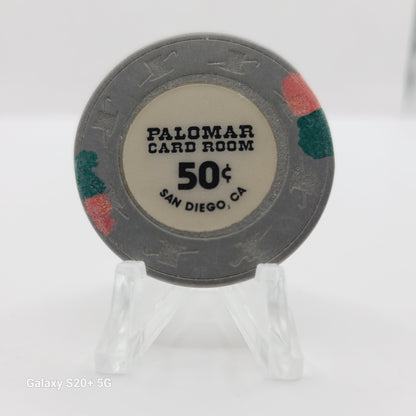 PALOMAR
CARD ROOM
50¢
SAN DIEGO, CA
Galaxy S20+ 5G